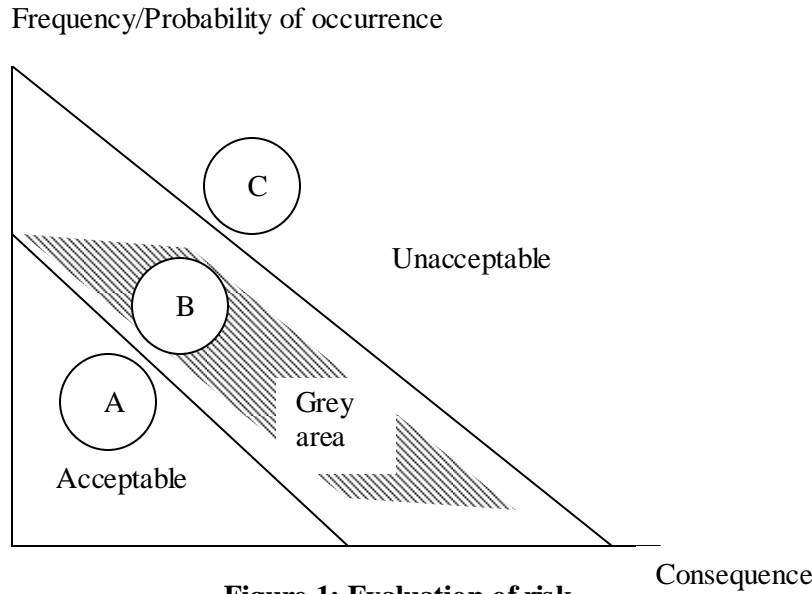 Frequency/Probability of occurrence
C
Unacceptable
B
A
Grey
area
Acceptable
Consequence
Figure 1: Evaluation of risk